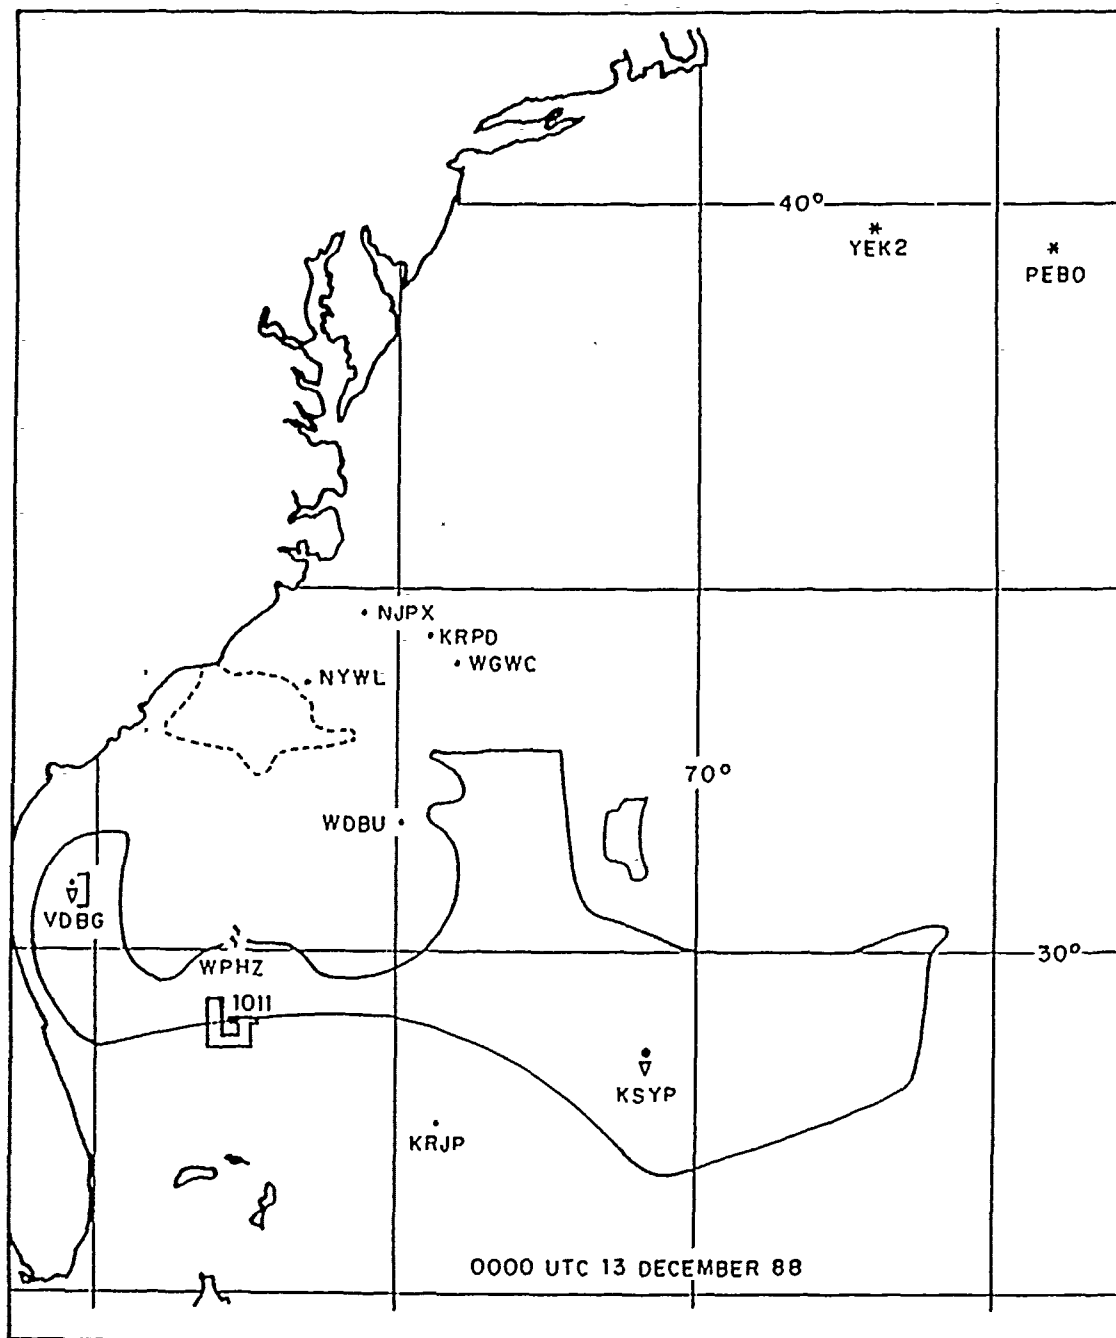 40°
YEK2
PEBO
NJPX
KRPD
WGWC
NYWL
70°
WDBU
VDBG
30°
WPHZ
1011
L
KSYP
KRJP
0000 UTC 13 DECEMBER 88